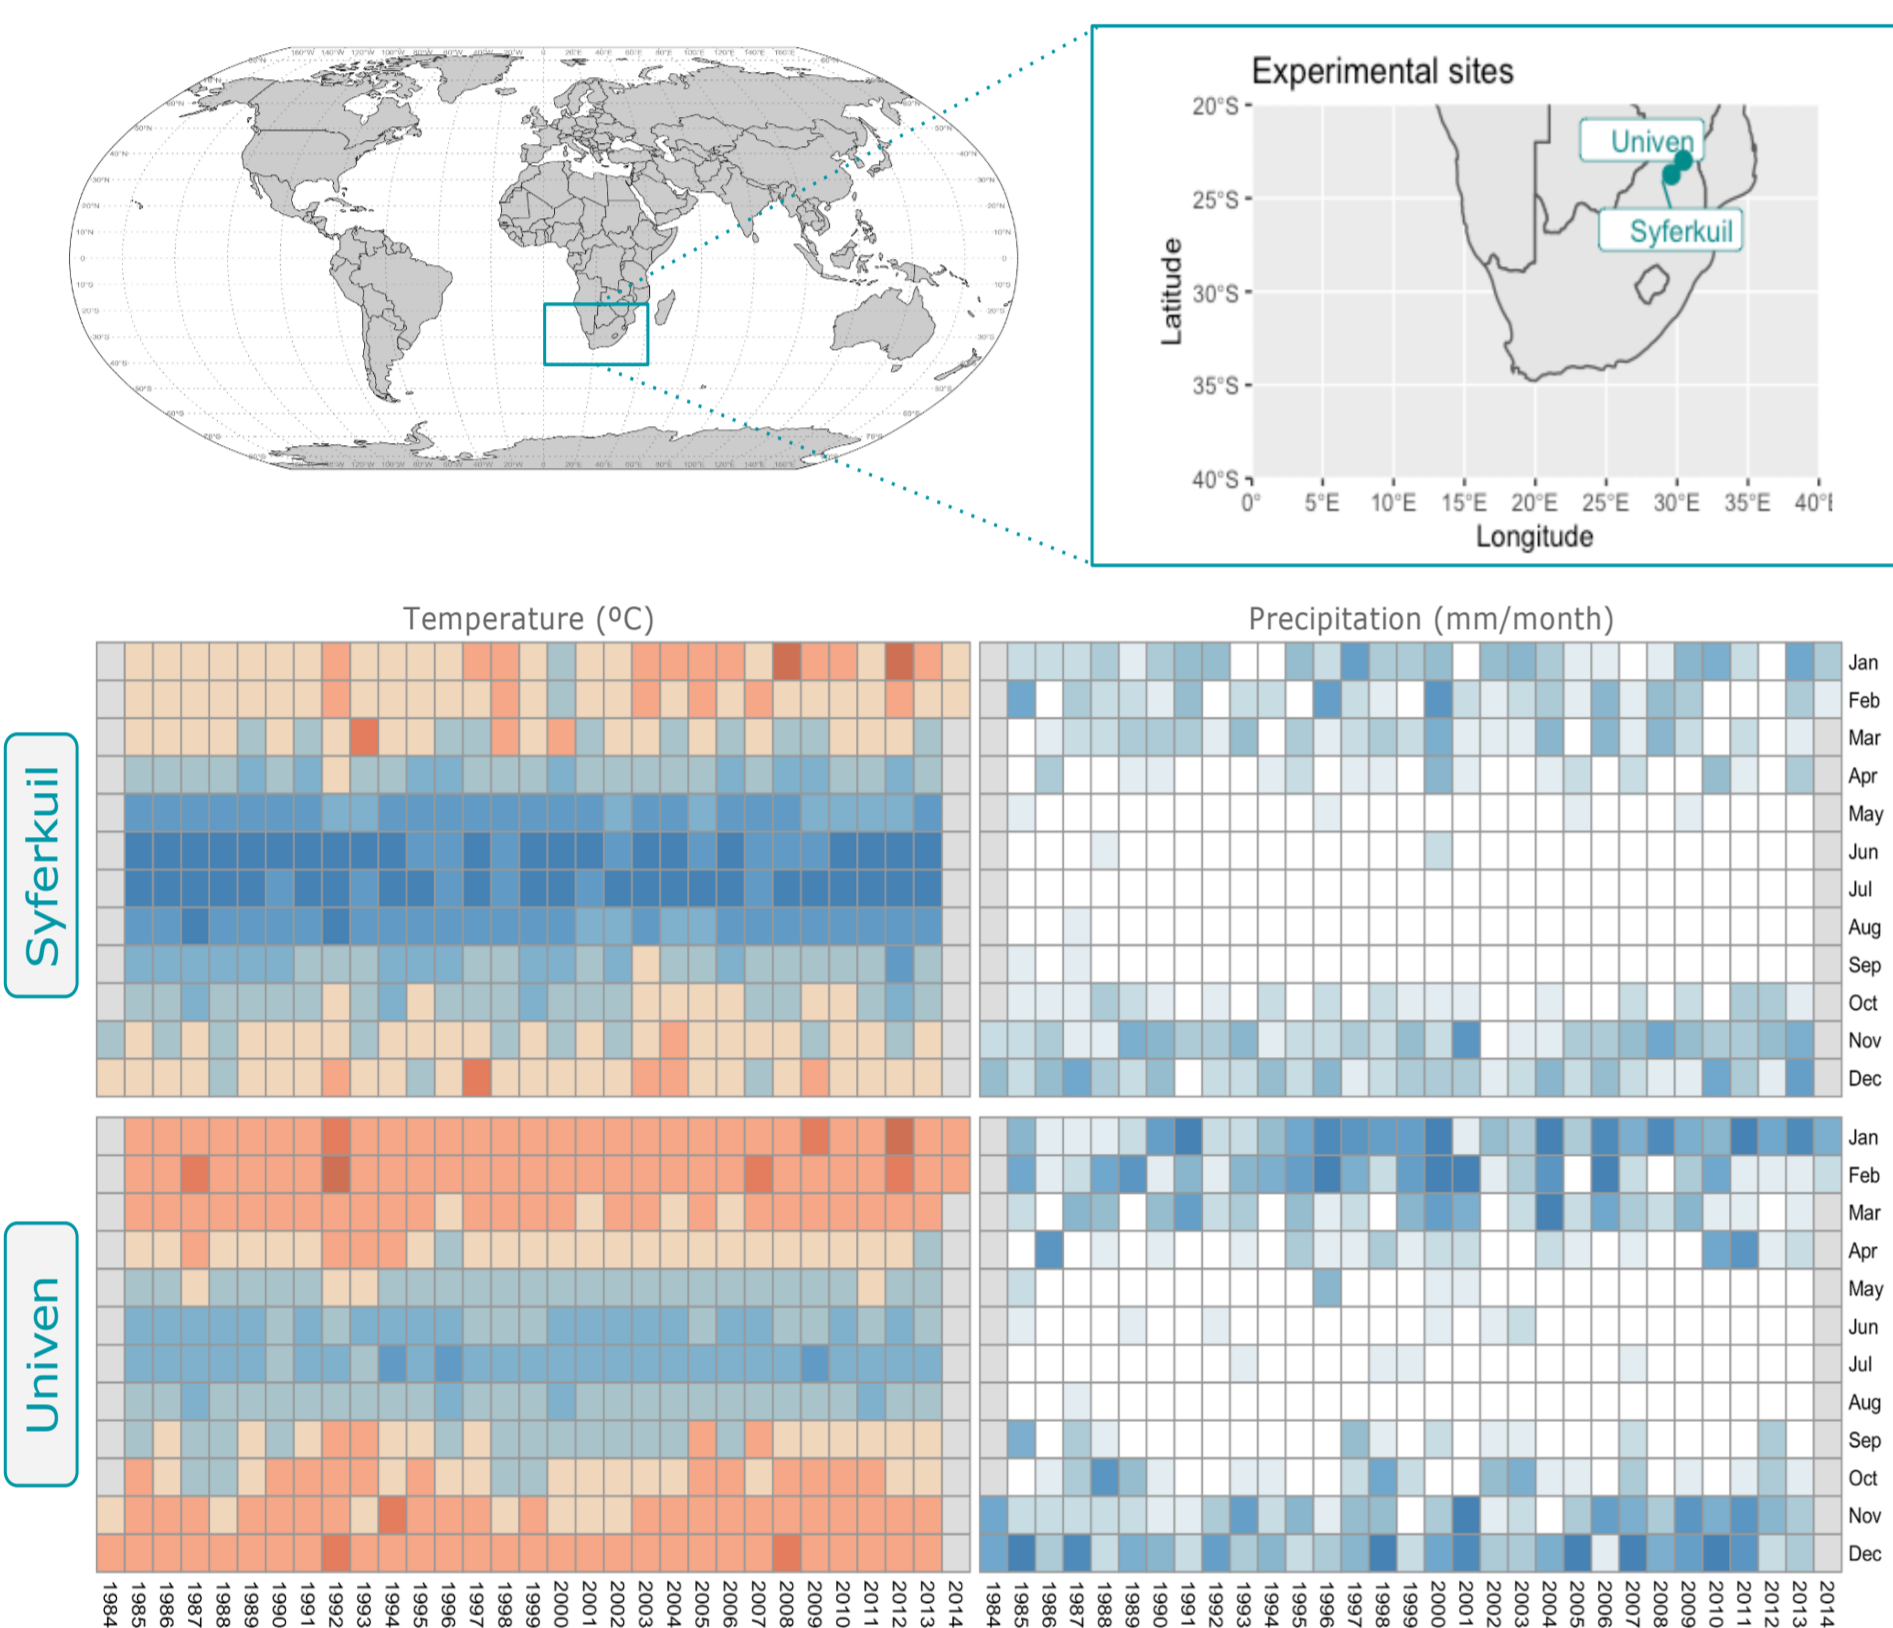 Experimental sites
20°S
25°S
30°S
35°S
40°S
Latitude
Univen
Syferkuil
0° 5°E 10°E 15°E 20°E 25°E 30°E 35°E
Longitude
Temperature (ºC) Precipitation (mm/month)
Syferkuil
Jan
Feb
Mar
Apr
May
Jun
Jul
Aug
Sep
Oct
Nov
Dec
Univen
Jan
Feb
Mar
Apr
May
Jun
Jul
Aug
Sep
Oct
Nov
Dec
1984 1985 1986 1987 1988 1989 1990 1991 1992 1993 1994 1995 1996 1997 1998 1999 2000 2001 2002 2003 2004 2005 2006 2007 2008 2009 2010 2011 2012 2013 2014
1984 1985 1986 1987 1988 1989 1990 1991 1992 1993 1994 1995 1996 1997 1998 1999 2000 2001 2002 2003 2004 2005 2006 2007 2008 2009 2010 2011 2012 2013 2014